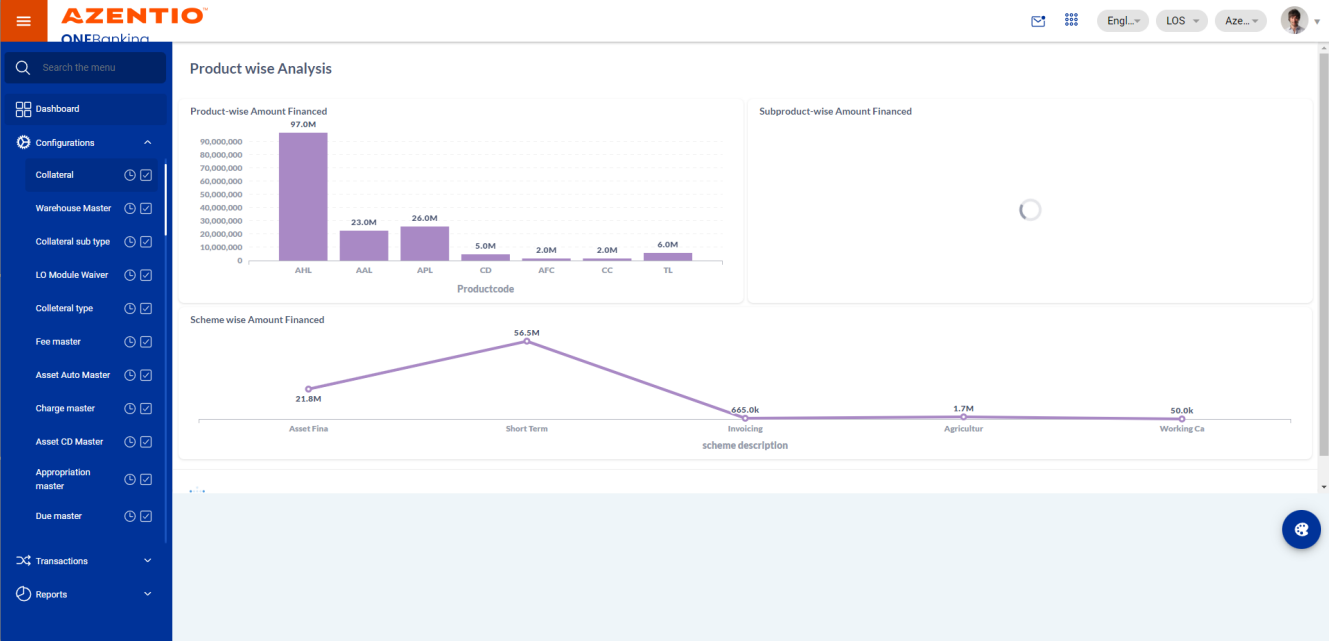 AZENTIO
ONEBanking
Engl...
LOS
Aze...
Search the menu
Dashboard
Configurations
Collateral
Warehouse Master
Collateral sub type
LO Module Waiver
Colleteral type
Fee master
Asset Auto Master
Charge master
Asset CD Master
Appropriation
master
Due master
Transactions
Reports
Product wise Analysis
Product-wise Amount Financed
97.0M
90,000,000
80,000,000
70,000,000
60,000,000
50,000,000
40,000,000
30,000,000
20,000,000
10,000,000
0
23.0M
26.0M
5.0M
2.0M
2.0M
6.0M
AHL AAL APL CD AFC CC TL
Productcode
Subproduct-wise Amount Financed
Scheme wise Amount Financed
56.5M
21.8M
665.0k
1.7M
50.0k
Asset Fina Short Term Invoicing Agricultur Working Ca
scheme description